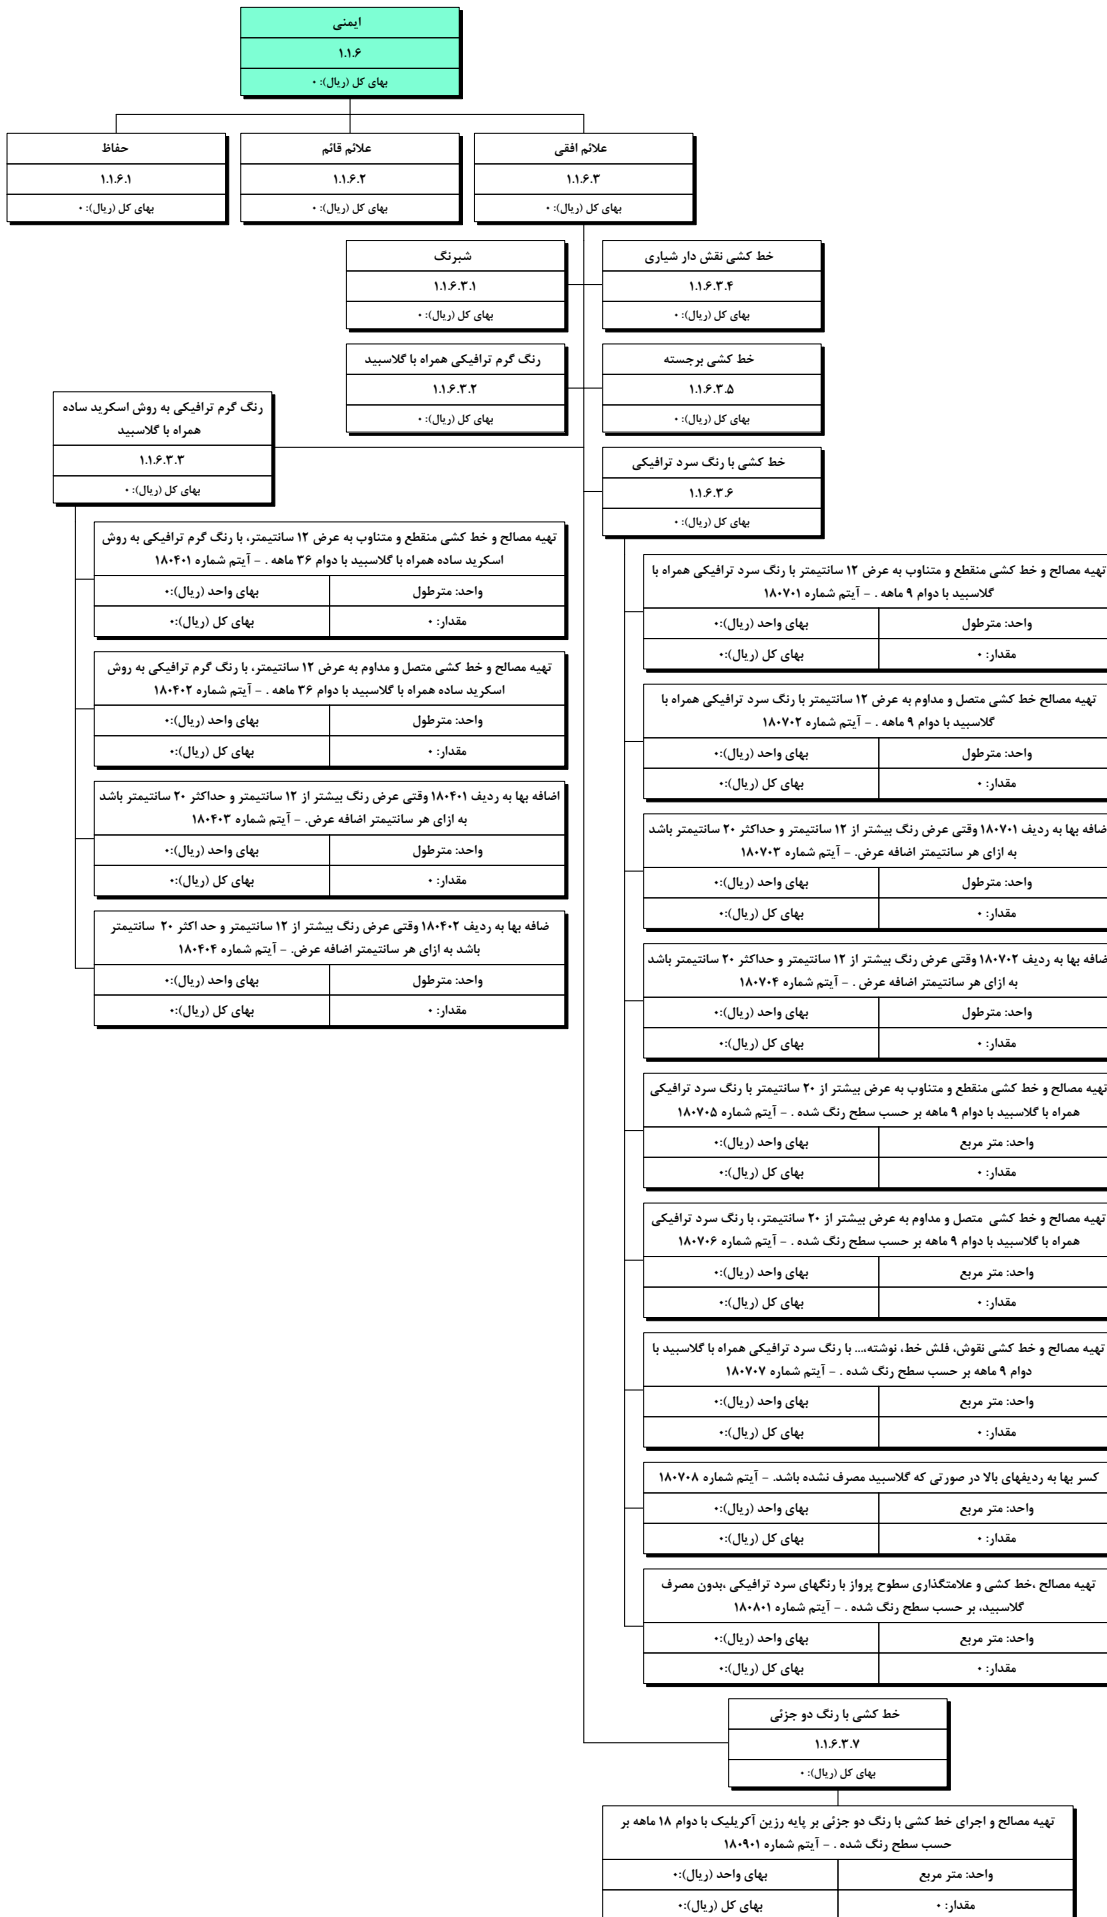 ایمنی
۱.۱.۶
بهای کل (ریال): ۰
علائم افقی
۱.۱.۶.۳
بهای کل (ریال): ۰
علائم قائم
۱.۱.۶.۲
بهای کل (ریال): ۰
حفاظ
۱.۱.۶.۱
بهای کل (ریال): ۰
خط کشی نقش دار شیاری
۱.۱.۶.۳.۴
بهای کل (ریال): ۰
شبرنگ
۱.۱.۶.۳.۱
بهای کل (ریال): ۰
خط کشی برجسته
۱.۱.۶.۳.۵
بهای کل (ریال): ۰
رنگ گرم ترافیکی همراه با گلاسبید
۱.۱.۶.۳.۲
بهای کل (ریال): ۰
رنگ گرم ترافیکی به روش اسکرید ساده
همراه با گلاسبید
۱.۱.۶.۳.۳
بهای کل (ریال): ۰
تهیه مصالح و خط کشی منقطع و متناوب به عرض ۱۲ سانتیمتر، با رنگ گرم ترافیکی به روش
اسکرید ساده همراه با گلاسبید با دوام ۳۶ ماهه . - آیتم شماره ۱۸۰۴۰۱
واحد: مترطول بهای واحد (ریال):۰
مقدار: ۰ بهای کل (ریال):۰
تهیه مصالح و خط کشی متصل و مداوم به عرض ۱۲ سانتیمتر، با رنگ گرم ترافیکی به روش
اسکرید ساده همراه با گلاسبید با دوام ۳۶ ماهه . - آیتم شماره ۱۸۰۴۰۲
واحد: مترطول بهای واحد (ریال):۰
مقدار: ۰ بهای کل (ریال):۰
اضافه بها به ردیف ۱۸۰۴۰۱ وقتی عرض رنگ بیشتر از ۱۲ سانتیمتر و حداکثر ۲۰ سانتیمتر باشد
به ازای هر سانتیمتر اضافه عرض. - آیتم شماره ۱۸۰۴۰۳
واحد: مترطول بهای واحد (ریال):۰
مقدار: ۰ بهای کل (ریال):۰
ضافه بها به ردیف ۱۸۰۴۰۲ وقتی عرض رنگ بیشتر از ۱۲ سانتیمتر و حد اکثر ۲۰ سانتیمتر
باشد به ازای هر سانتیمتر اضافه عرض. - آیتم شماره ۱۸۰۴۰۴
واحد: مترطول بهای واحد (ریال):۰
مقدار: ۰ بهای کل (ریال):۰
خط کشی با رنگ سرد ترافیکی
۱.۱.۶.۳.۶
بهای کل (ریال): ۰
تهیه مصالح و خط کشی منقطع و متناوب به عرض ۱۲ سانتیمتر با رنگ سرد ترافیکی همراه با
گلاسبید با دوام ۹ ماهه . - آیتم شماره ۱۸۰۷۰۱
واحد: مترطول بهای واحد (ریال):۰
مقدار: ۰ بهای کل (ریال):۰
تهیه مصالح خط کشی متصل و مداوم به عرض ۱۲ سانتیمتر با رنگ سرد ترافیکی همراه با
گلاسبید با دوام ۹ ماهه . - آیتم شماره ۱۸۰۷۰۲
واحد: مترطول بهای واحد (ریال):۰
مقدار: ۰ بهای کل (ریال):۰
ضافه بها به ردیف ۱۸۰۷۰۱ وقتی عرض رنگ بیشتر از ۱۲ سانتیمتر و حداکثر ۲۰ سانتیمتر باشد
به ازای هر سانتیمتر اضافه عرض. - آیتم شماره ۱۸۰۷۰۳
واحد: مترطول بهای واحد (ریال):۰
مقدار: ۰ بهای کل (ریال):۰
ضافه بها به ردیف ۱۸۰۷۰۲ وقتی عرض رنگ بیشتر از ۱۲ سانتیمتر و حداکثر ۲۰ سانتیمتر باشد
به ازای هر سانتیمتر اضافه عرض . - آیتم شماره ۱۸۰۷۰۴
واحد: مترطول بهای واحد (ریال):۰
مقدار: ۰ بهای کل (ریال):۰
تهیه مصالح و خط کشی منقطع و متناوب به عرض بیشتر از ۲۰ سانتیمتر با رنگ سرد ترافیکی
همراه با گلاسبید با دوام ۹ ماهه بر حسب سطح رنگ شده . - آیتم شماره ۱۸۰۷۰۵
واحد: متر مربع بهای واحد (ریال):۰
مقدار: ۰ بهای کل (ریال):۰
تهیه مصالح و خط کشی متصل و مداوم به عرض بیشتر از ۲۰ سانتیمتر، با رنگ سرد ترافیکی
همراه با گلاسبید با دوام ۹ ماهه بر حسب سطح رنگ شده . - آیتم شماره ۱۸۰۷۰۶
واحد: متر مربع بهای واحد (ریال):۰
مقدار: ۰ بهای کل (ریال):۰
تهیه مصالح و خط کشی نقوش، فلش خط، نوشته،... با رنگ سرد ترافیکی همراه با گلاسبید با
دوام ۹ ماهه بر حسب سطح رنگ شده . - آیتم شماره ۱۸۰۷۰۷
واحد: متر مربع بهای واحد (ریال):۰
مقدار: ۰ بهای کل (ریال):۰
کسر بها به ردیفهای بالا در صورتی که گلاسبید مصرف نشده باشد. - آیتم شماره ۱۸۰۷۰۸
واحد: متر مربع بهای واحد (ریال):۰
مقدار: ۰ بهای کل (ریال):۰
تهیه مصالح ،خط کشی و علامتگذاری سطوح پرواز با رنگهای سرد ترافیکی ،بدون مصرف
گلاسبید، بر حسب سطح رنگ شده . - آیتم شماره ۱۸۰۸۰۱
واحد: متر مربع بهای واحد (ریال):۰
مقدار: ۰ بهای کل (ریال):۰
خط کشی با رنگ دو جزئی
۱.۱.۶.۳.۷
بهای کل (ریال): ۰
تهیه مصالح و اجرای خط کشی با رنگ دو جزئی بر پایه رزین آکریلیک با دوام ۱۸ ماهه بر
حسب سطح رنگ شده . - آیتم شماره ۱۸۰۹۰۱
واحد: متر مربع بهای واحد (ریال):۰
مقدار: ۰ بهای کل (ریال):۰